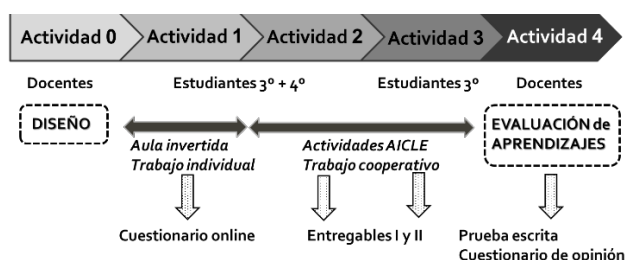 Actividad 0 Actividad 1 Actividad 2 Actividad 3 Actividad 4
Docentes Estudiantes 3º + 4º Estudiantes 3º Docentes
DISEÑO
EVALUACIÓN de
APRENDIZAJES
Aula invertida
Trabajo individual
Actividades AICLE
Trabajo cooperativo
Cuestionario online
Entregables I y II
Prueba escrita
Cuestionario de opinión